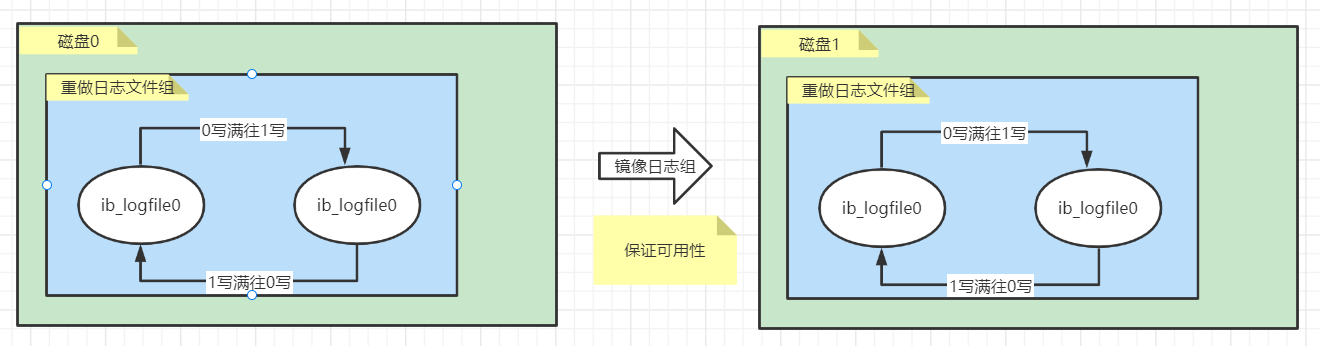 磁盘0
重做日志文件组
0写满往1写
ib_logfile0
ib_logfile0
1写满往0写
镜像日志组
保证可用性
磁盘1
重做日志文件组
0写满往1写
ib_logfile0
ib_logfile0
1写满往0写